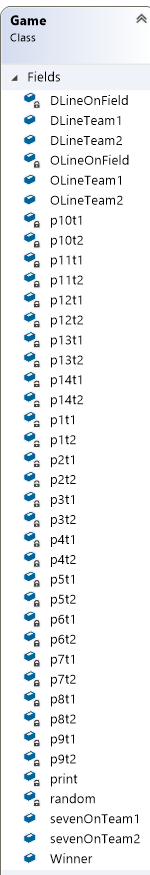 Game
Class
Fields
DLineOnField
DLineTeam1
DLineTeam2
OLineOnField
OLineTeam1
OLineTeam2
p10t1
p10t2
p11t1
p11t2
p12t1
p12t2
p13t1
p13t2
p14t1
p14t2
p1t1
p1t2
p2t1
p2t2
p3t1
p3t2
p4t1
p4t2
p5t1
p5t2
p6t1
p6t2
p7t1
p7t2
p8t1
p8t2
p9t1
p9t2
print
random
sevenOnTeam1
sevenOnTeam2
Winner